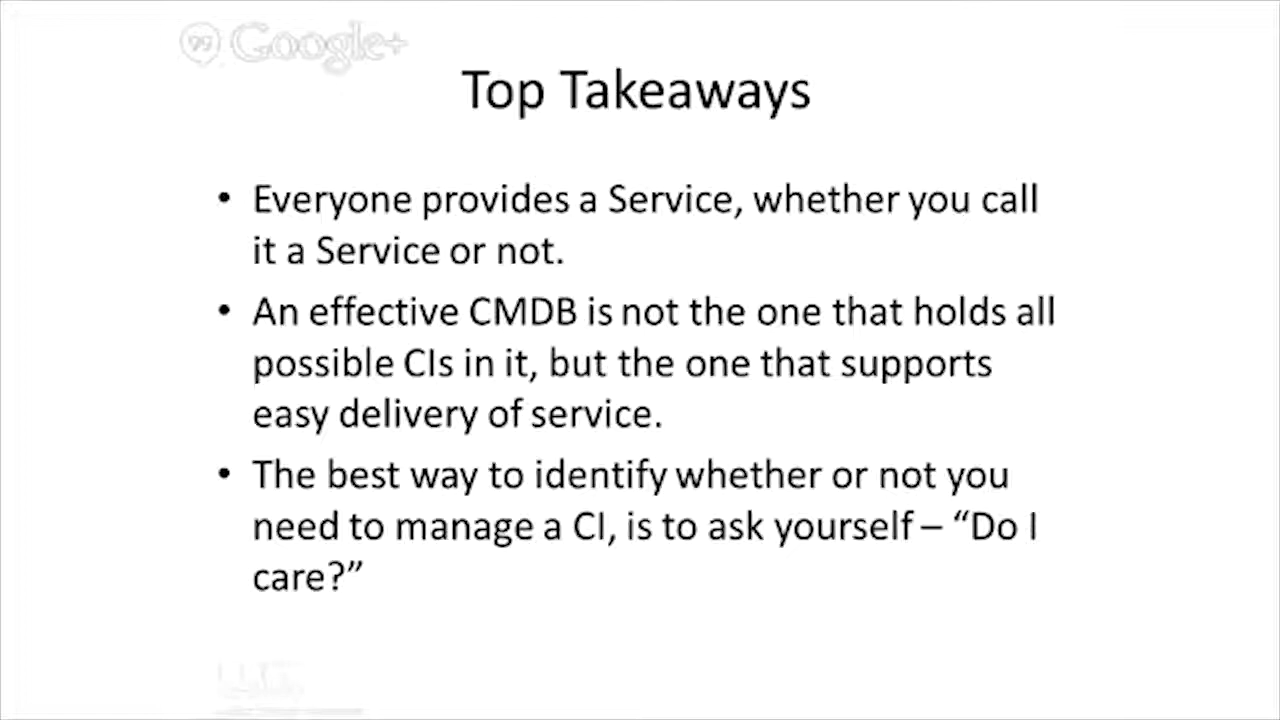 Google+
Top Takeaways
• Everyone provides a Service, whether you call
it a Service or not.
• An effective CMDB is not the one that holds all
possible CIs in it, but the one that supports
easy delivery of service.
• The best way to identify whether or not you
need to manage a CI, is to ask yourself – “Do I
care?”